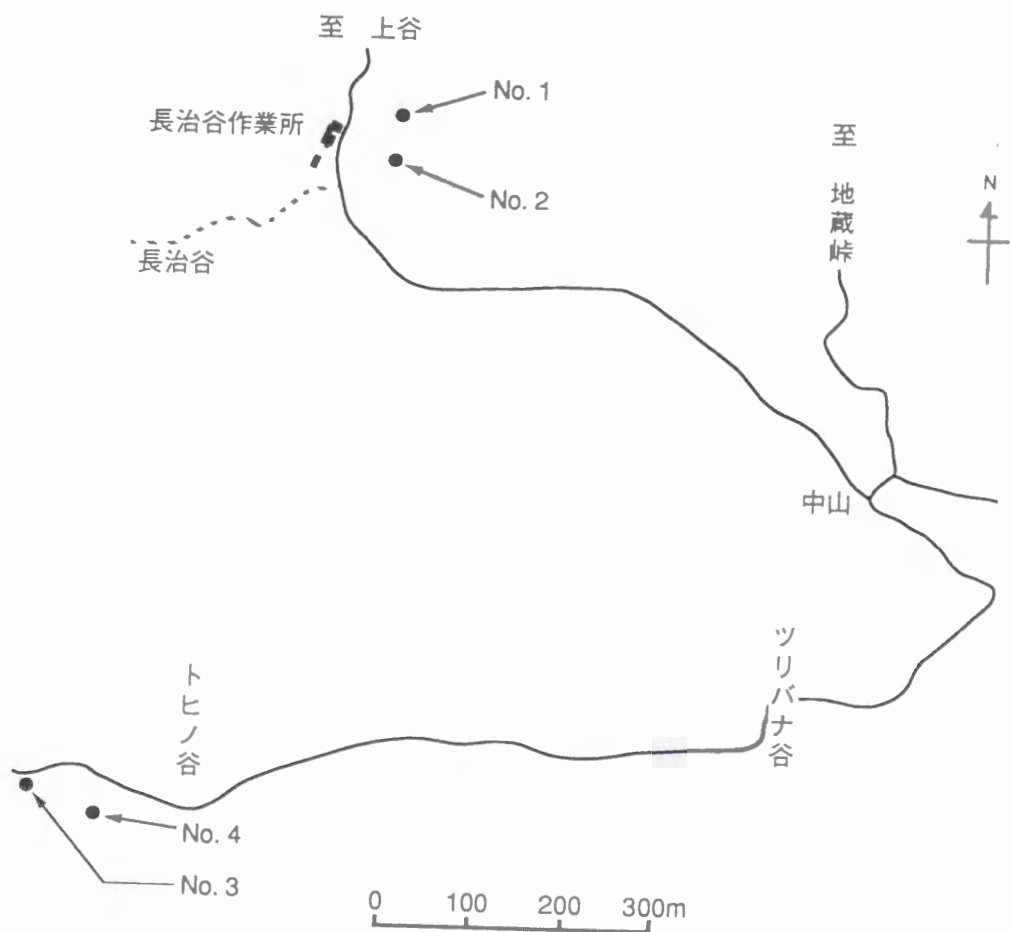 至 上谷
No. 1
長治谷作業所
No. 2
長治谷
至 地蔵峠
N
中山
ツリバナ谷
トヒノ谷
No. 4
No. 3
0 100 200 300m